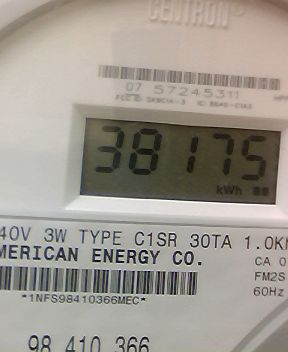 CENTRON®
07 57245311
38175
kWh
40V 3W TYPE C1SR 30TA 1.0K
MERICAN ENERGY CO.
CA 0
FM2S
60Hz
*1NFS98410366MEC*
98 410 366